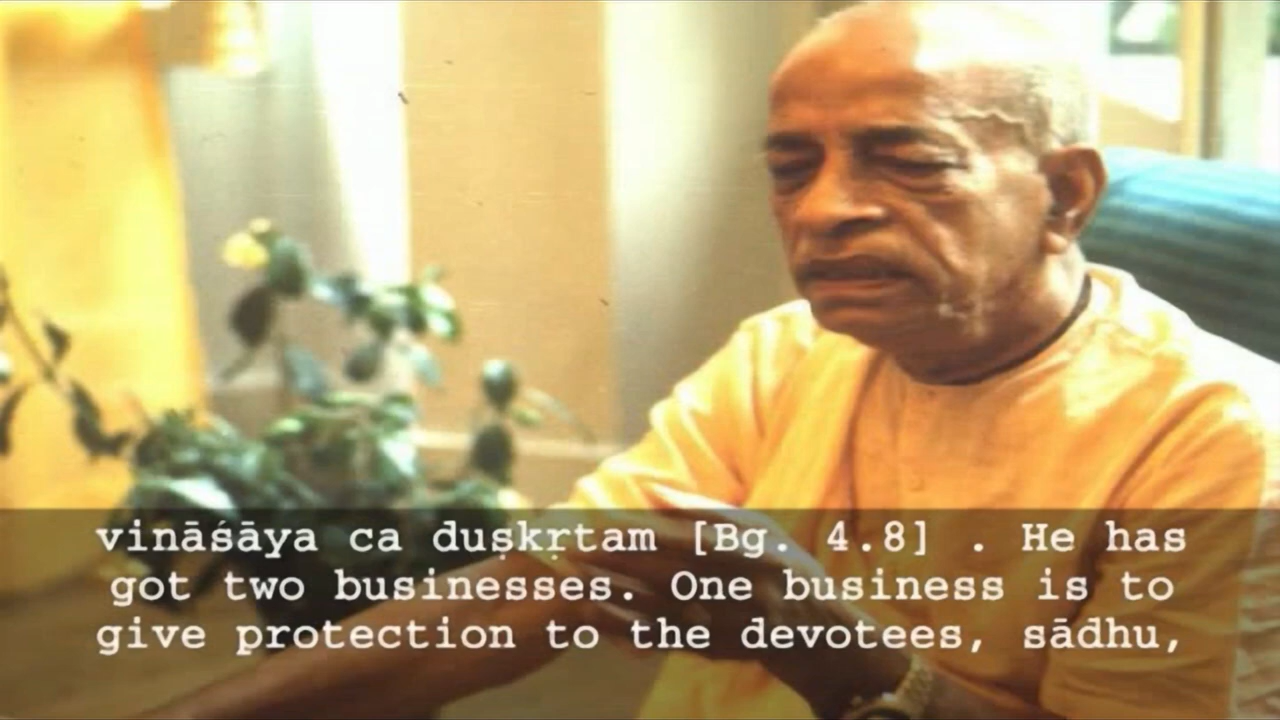 vināśāya ca duṣkṛtam [Bg. 4.8] . He has
got two businesses. One business is to
give protection to the devotees, sādhu,